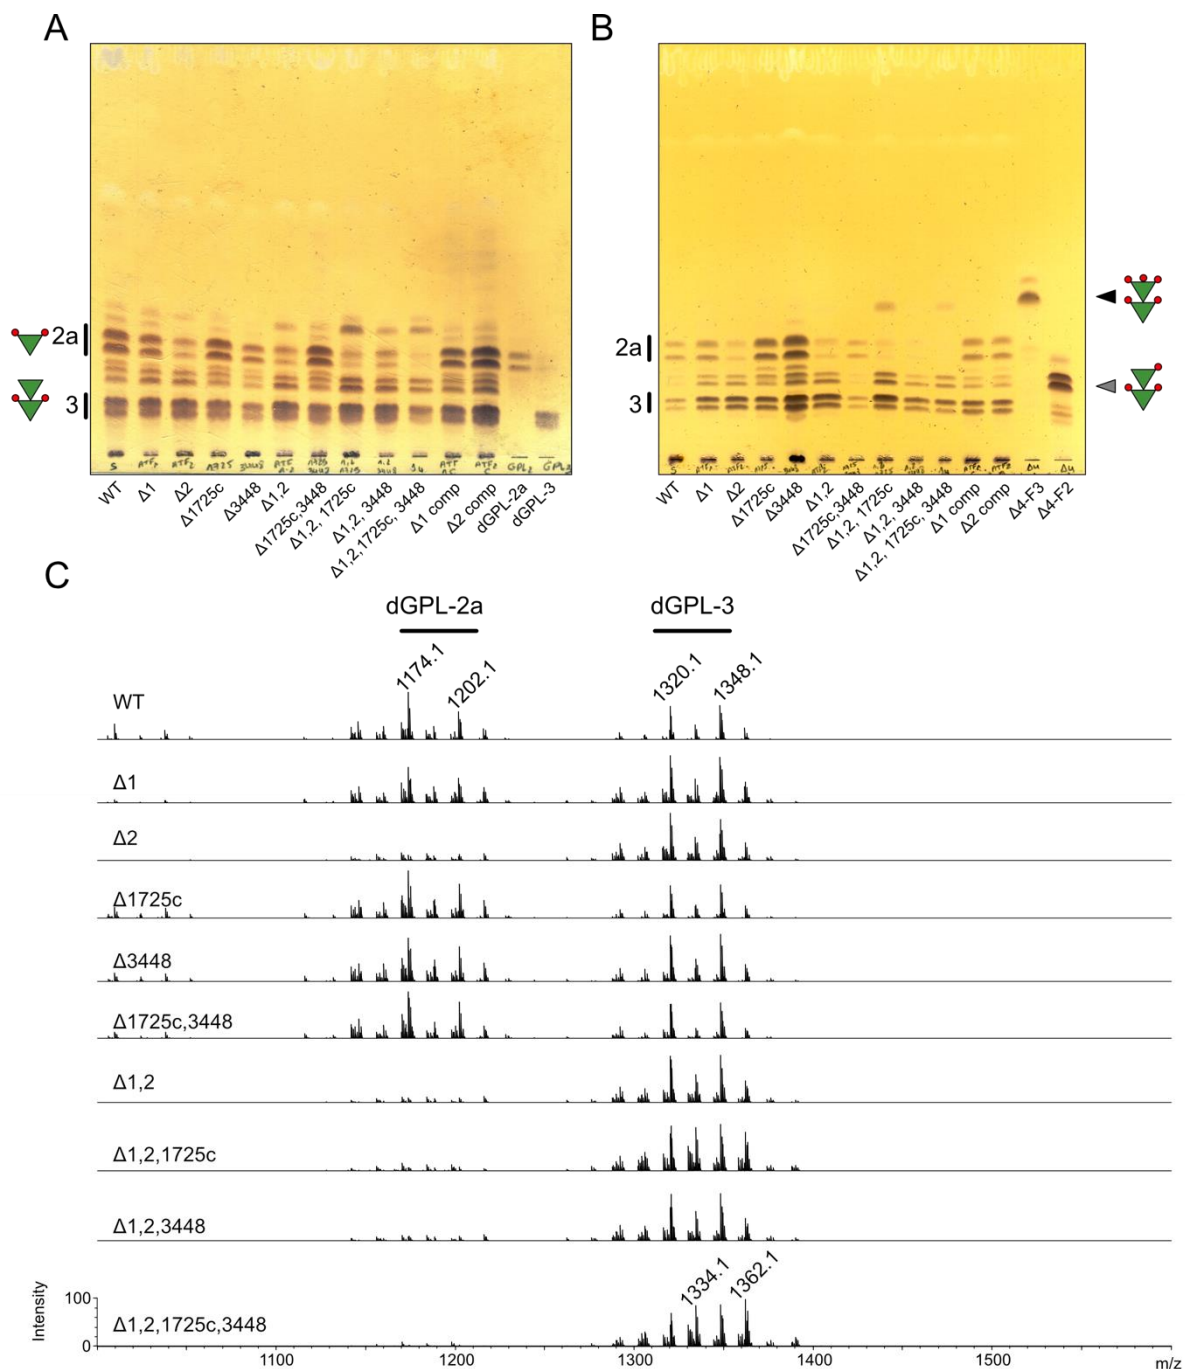 A
B
2a
3
WT
Δ1
Δ2
Δ1725c
Δ3448
Δ1,2
Δ1725c,3448
Δ1,2, 1725c
Δ1,2, 3448
Δ1,2, 1725c, 3448
Δ1 comp
Δ2 comp
dGPL-2a
dGPL-3
2a
3
WT
Δ1
Δ2
Δ1725c
Δ3448
Δ1,2
Δ1725c,3448
Δ1,2, 1725c
Δ1,2, 3448
Δ1,2, 1725c, 3448
Δ1 comp
Δ2 comp
Δ4-F3
Δ4-F2
C
dGPL-2a
dGPL-3
1174.1
1202.1
1320.1
1348.1
WT
Δ1
Δ2
Δ1725c
Δ3448
Δ1725c,3448
Δ1,2
Δ1,2,1725c
Δ1,2,3448
1334.1
1362.1
Δ1,2,1725c,3448
Intensity
100
0
1100
1200
1300
1400
1500
m/z